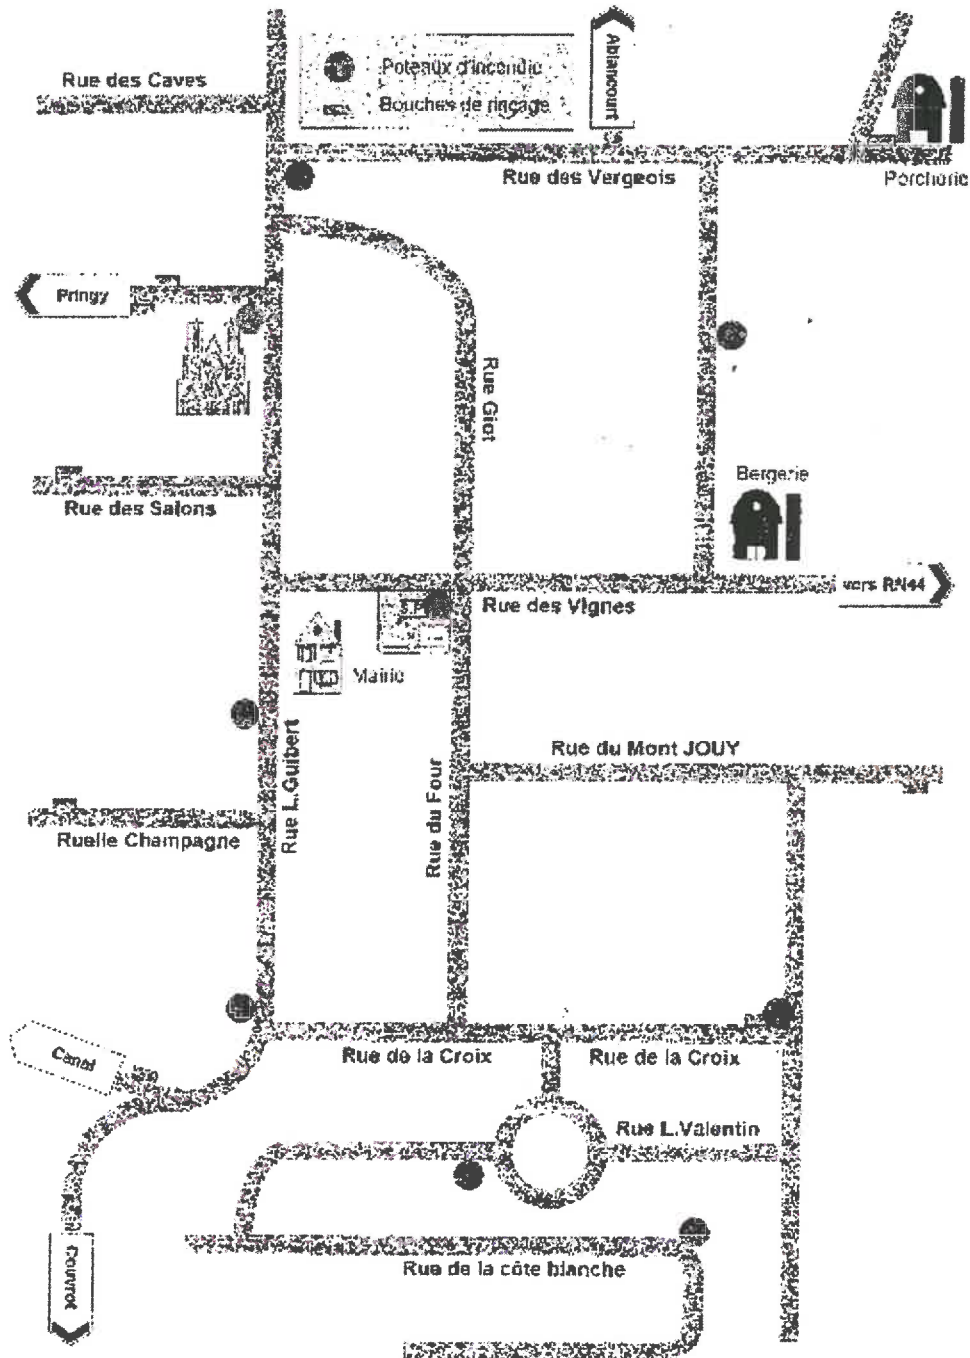 Ablancourt
Rue des Caves
Poteaux d'incendie
Bouches de rinçage
Rue des Vergeois
Porcherie
Pringy
Rue Giot
Bergerie
Rue des Salons
vers RN44
Rue des Vignes
Mairie
Rue L.Guibert
Rue du Four
Rue du Mont JOUY
Ruelle Champagne
Canal
Rue de la Croix
Rue de la Croix
Rue L.Valentin
Rue de la côte blanche
Couvrot